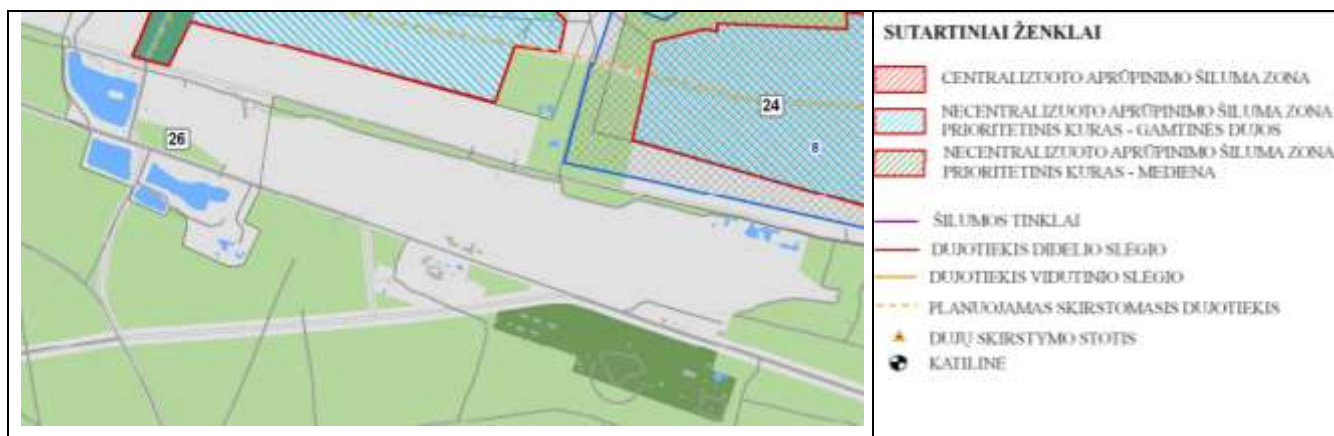 26
24
8
SUTARTINIAI ŽENKLAI
CENTRALIZUOTO APRŪPINIMO ŠILUMA ZONA
NECENTRALIZUOTO APRŪPINIMO ŠILUMA ZONA
PRIORITETINIS KURAS - GAMTINĖS DUJOS
NECENTRALIZUOTO APRŪPINIMO ŠILUMA ZONA
PRIORITETINIS KURAS - MEDIENA
ŠILUMOS TINKLAI
DUJOTIEKIS DIDELIO SLĖGIO
DUJOTIEKIS VIDUTINIO SLĖGIO
PLANUOJAMAS SKIRSTOMASIS DUJOTIEKIS
DUJŲ SKIRSTYMO STOTIS
KATILINĖ